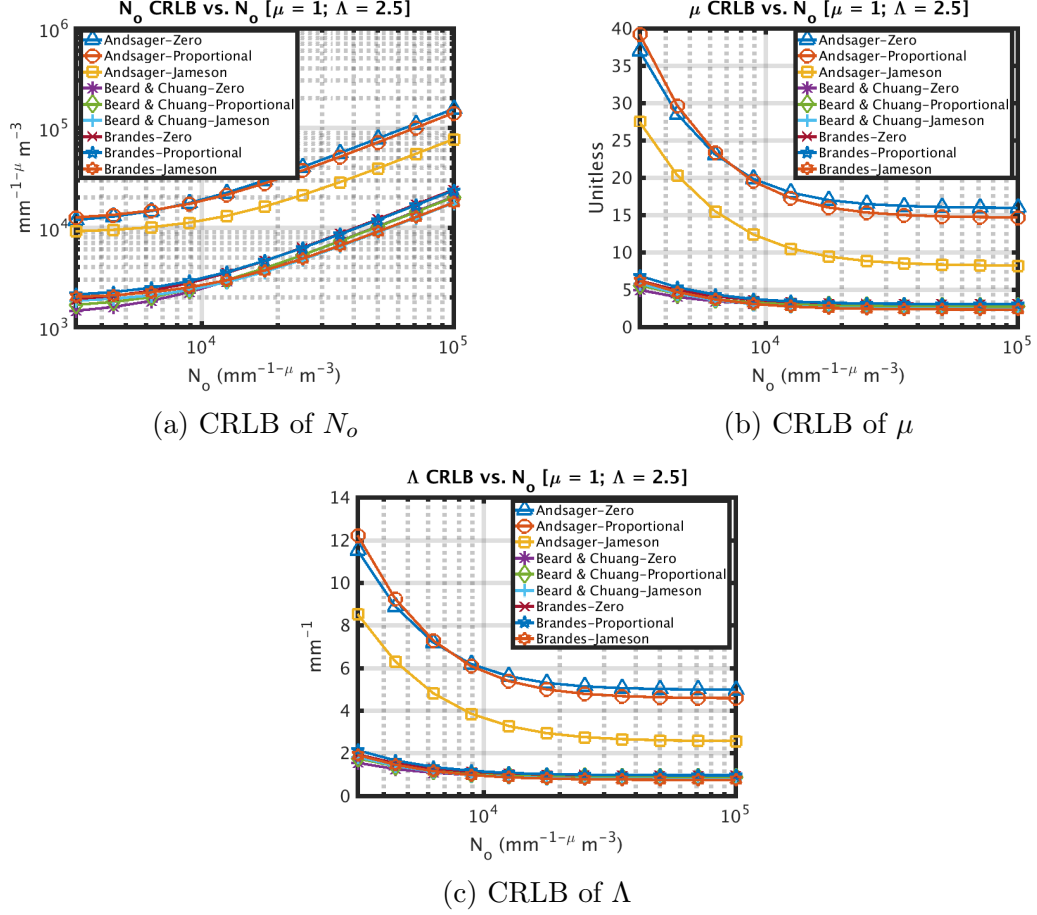 N_o CRLB vs. N_o [μ = 1; Λ = 2.5]
10^6
10^5
10^4
10^3
mm^{-1-μ} m^{-3}
Andsager-Zero
Andsager-Proportional
Andsager-Jameson
Beard & Chuang-Zero
Beard & Chuang-Proportional
Beard & Chuang-Jameson
Brandes-Zero
Brandes-Proportional
Brandes-Jameson
10^4 10^5
N_o (mm^{-1-μ} m^{-3})
(a) CRLB of N_o
μ CRLB vs. N_o [μ = 1; Λ = 2.5]
40
35
30
25
20
15
10
5
0
Unitless
Andsager-Zero
Andsager-Proportional
Andsager-Jameson
Beard & Chuang-Zero
Beard & Chuang-Proportional
Beard & Chuang-Jameson
Brandes-Zero
Brandes-Proportional
Brandes-Jameson
10^4 10^5
N_o (mm^{-1-μ} m^{-3})
(b) CRLB of μ
Λ CRLB vs. N_o [μ = 1; Λ = 2.5]
14
12
10
8
6
4
2
0
mm^{-1}
Andsager-Zero
Andsager-Proportional
Andsager-Jameson
Beard & Chuang-Zero
Beard & Chuang-Proportional
Beard & Chuang-Jameson
Brandes-Zero
Brandes-Proportional
Brandes-Jameson
10^4 10^5
N_o (mm^{-1-μ} m^{-3})
(c) CRLB of Λ